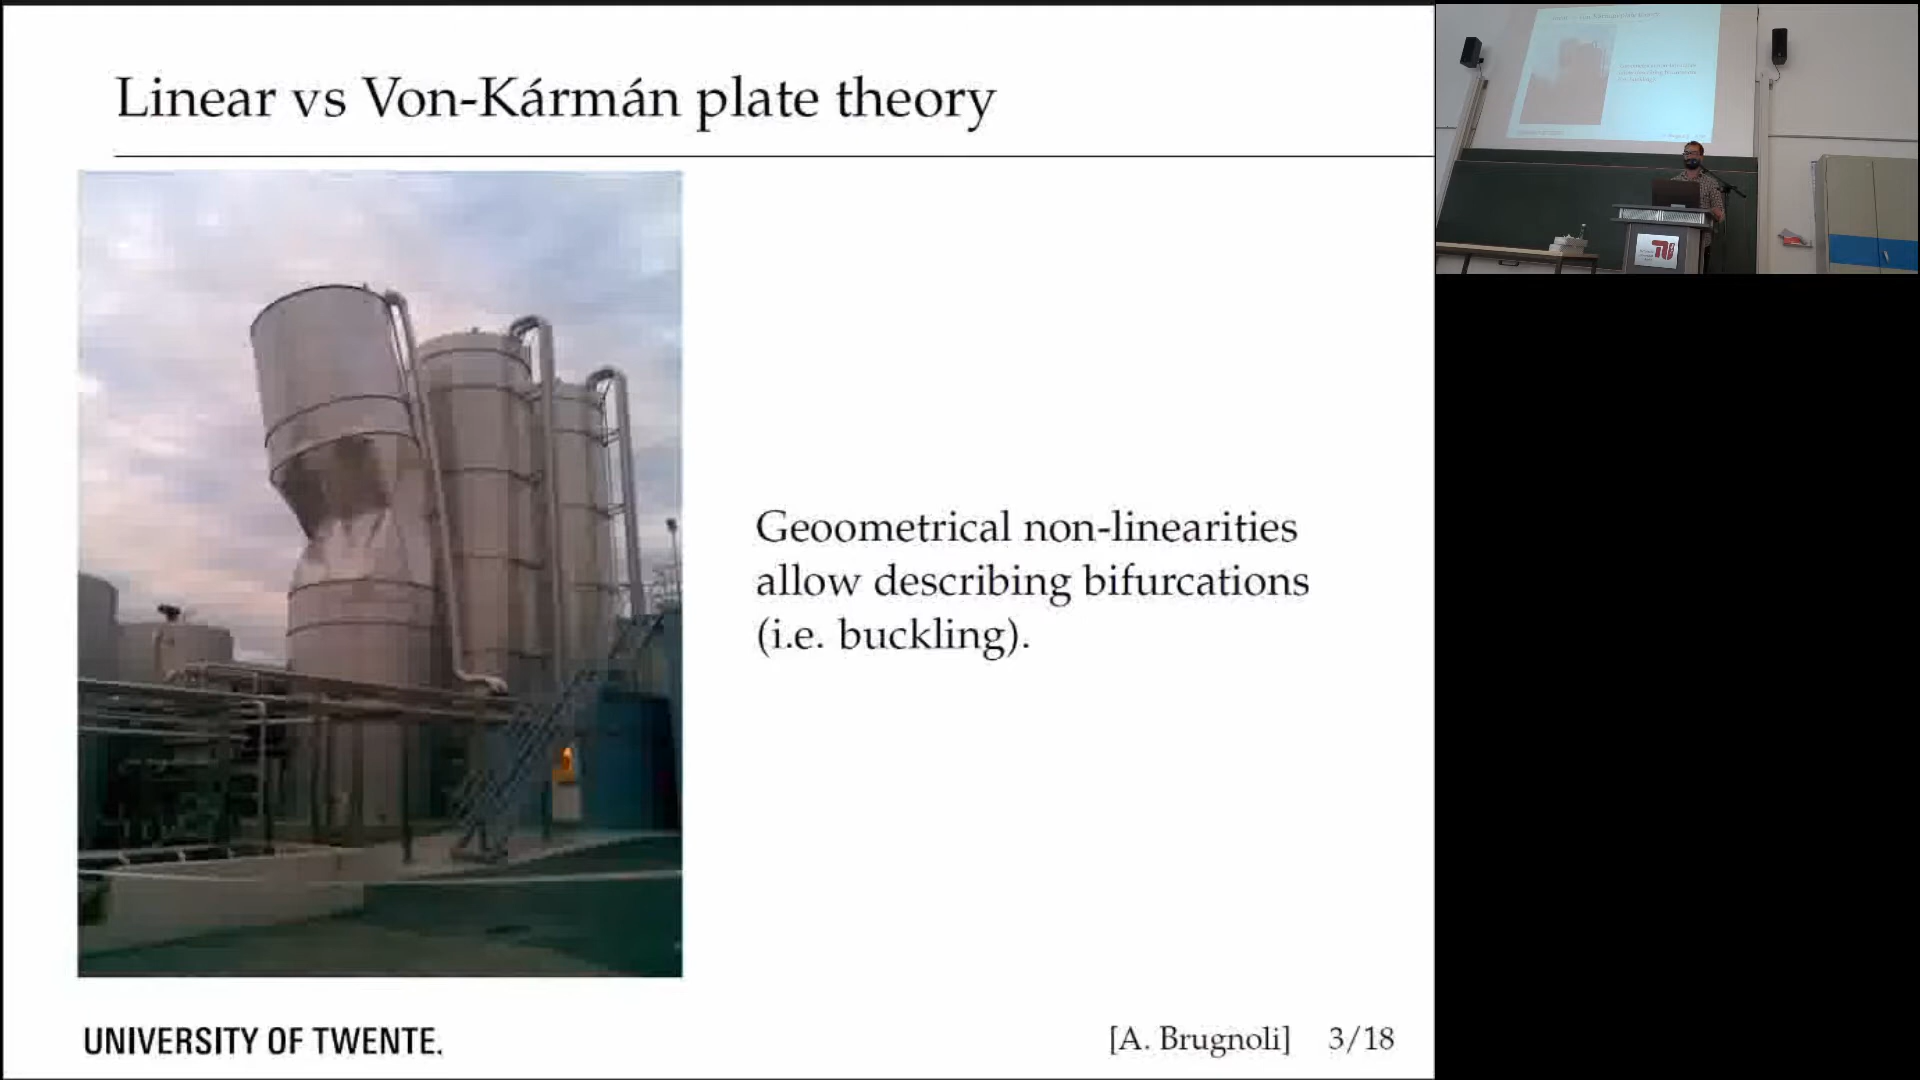 Linear vs Von-Kármán plate theory
Geoometrical non-linearities
allow describing bifurcations
(i.e. buckling).
UNIVERSITY OF TWENTE.
[A. Brugnoli] 3/18